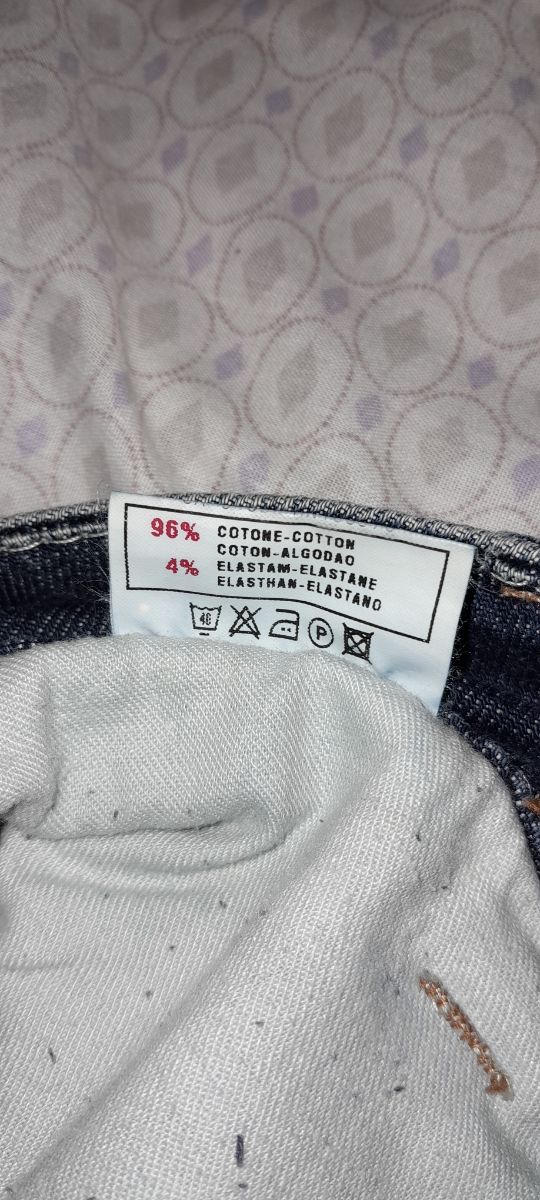 96% COTONE-COTTON
COTON-ALGODAO
4% ELASTAM-ELASTANE
ELASTHAN-ELASTANO
40 P